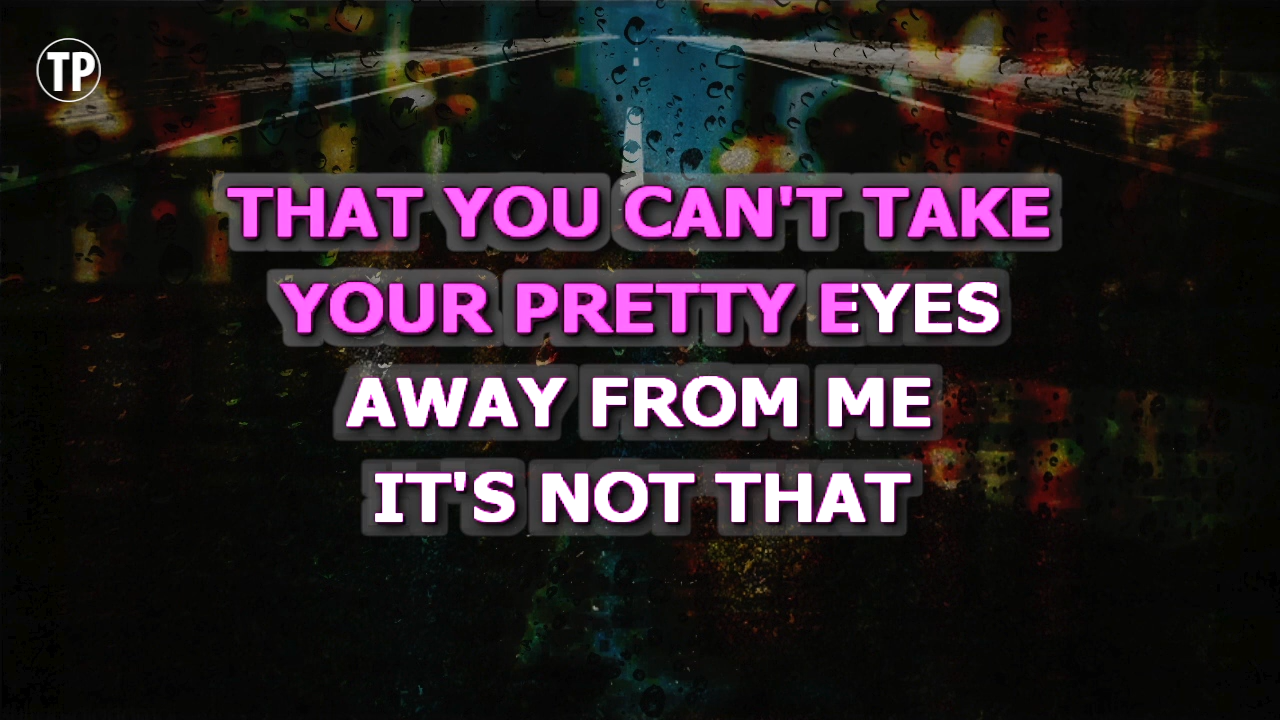 TP
THAT YOU CAN'T TAKE
YOUR PRETTY EYES
AWAY FROM ME
IT'S NOT THAT